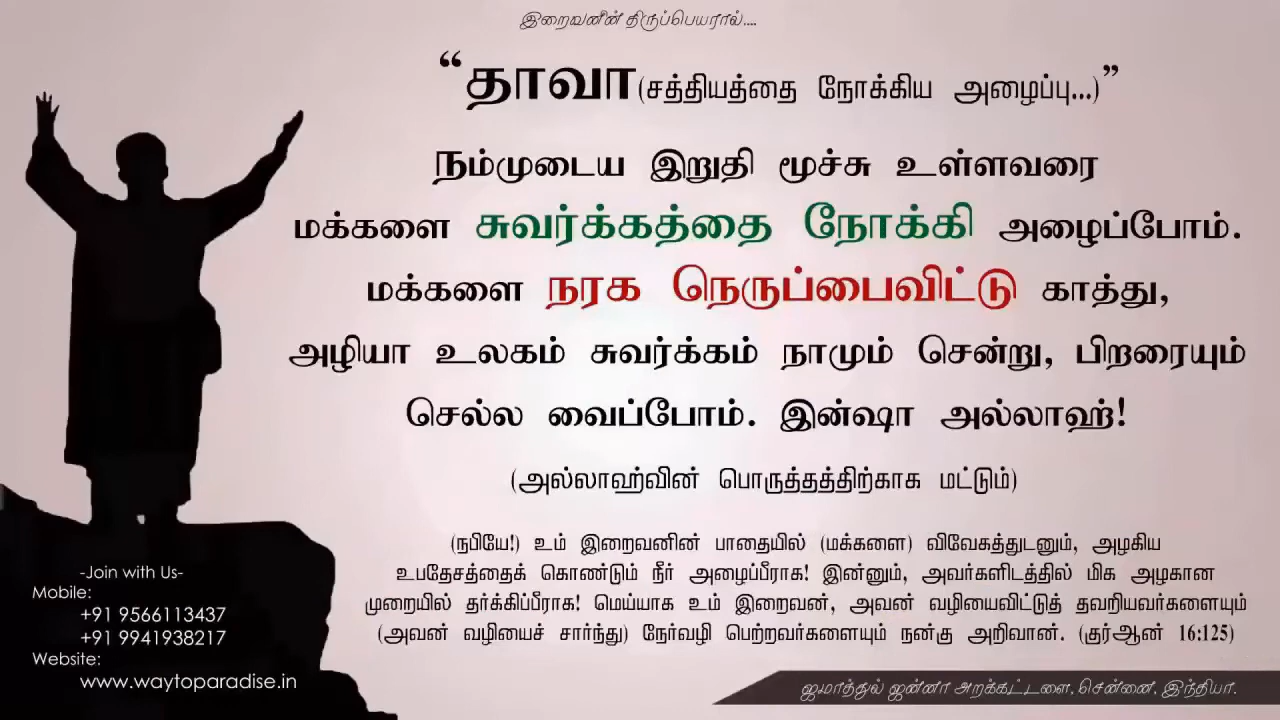 இறைவனின் திருப்பெயரால்....
“தாவா(சத்தியத்தை நோக்கிய அழைப்பு...)”
நம்முடைய இறுதி மூச்சு உள்ளவரை
மக்களை சுவர்க்கத்தை நோக்கி அழைப்போம்.
மக்களை நரக நெருப்பைவிட்டு காத்து,
அழியா உலகம் சுவர்க்கம் நாமும் சென்று, பிறரையும்
செல்ல வைப்போம். இன்ஷா அல்லாஹ்!
(அல்லாஹ்வின் பொருத்தத்திற்காக மட்டும்)
(நபியே!) உம் இறைவனின் பாதையில் (மக்களை) விவேகத்துடனும், அழகிய
உபதேசத்தைக் கொண்டும் நீர் அழைப்பீராக! இன்னும், அவர்களிடத்தில் மிக அழகான
முறையில் தர்க்கிப்பீராக! மெய்யாக உம் இறைவன், அவன் வழியைவிட்டுத் தவறியவர்களையும்
(அவன் வழியைச் சார்ந்து) நேர்வழி பெற்றவர்களையும் நன்கு அறிவான். (குர்ஆன் 16:125)
-Join with Us-
Mobile:
+91 9566113437
+91 9941938217
Website:
www.waytoparadise.in
ஜமாத்துல் ஜன்னா அறக்கட்டளை, சென்னை, இந்தியா.